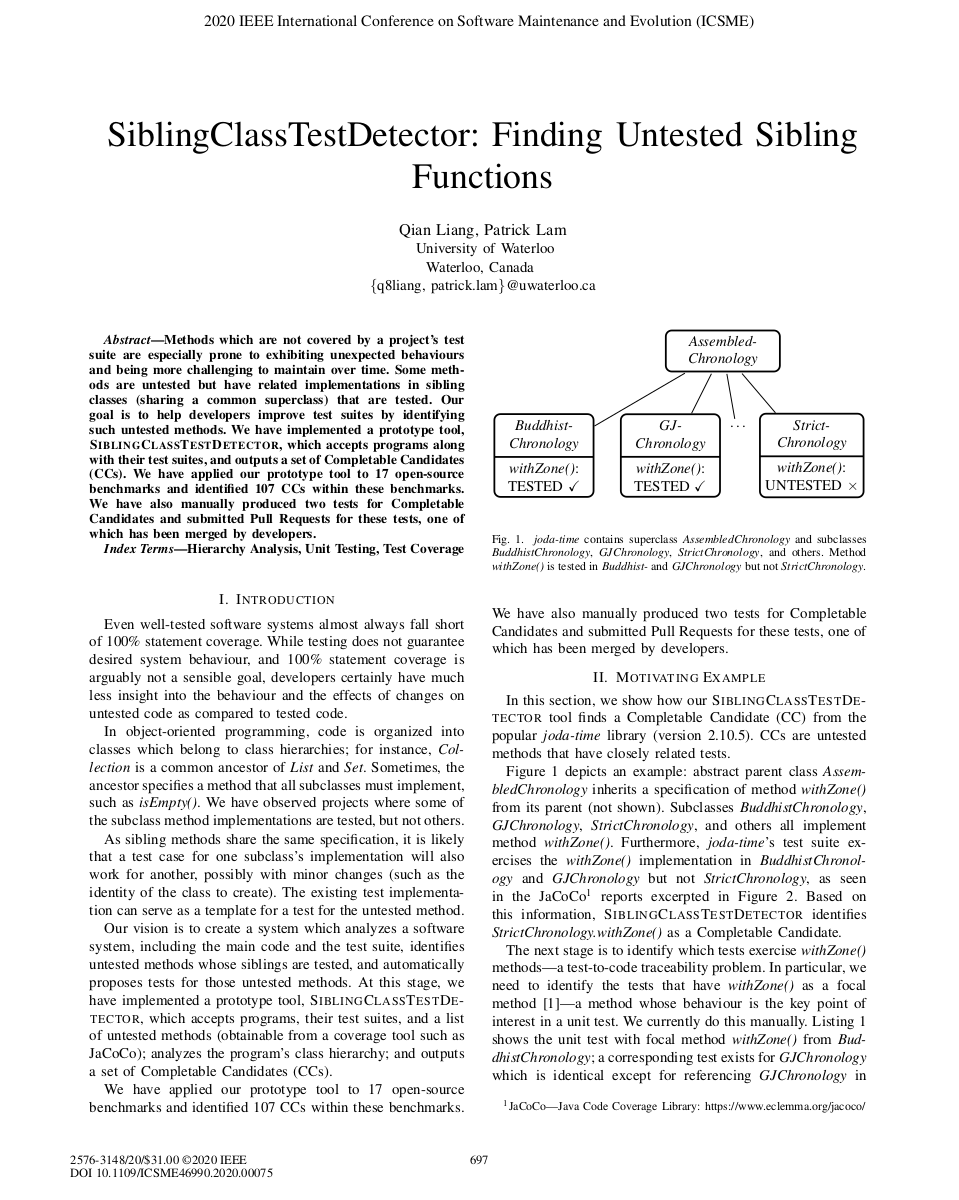 2020 IEEE International Conference on Software Maintenance and Evolution (ICSME)
SiblingClassTestDetector: Finding Untested Sibling
Functions
Qian Liang, Patrick Lam
University of Waterloo
Waterloo, Canada
{q8liang, patrick.lam}@uwaterloo.ca
Abstract—Methods which are not covered by a project's test
suite are especially prone to exhibiting unexpected behaviours
and being more challenging to maintain over time. Some meth-
ods are untested but have related implementations in sibling
classes (sharing a common superclass) that are tested. Our
goal is to help developers improve test suites by identifying
such untested methods. We have implemented a prototype tool,
SIBLINGCLASSTESTDETECTOR, which accepts programs along
with their test suites, and outputs a set of Completable Candidates
(CCs). We have applied our prototype tool to 17 open-source
benchmarks and identified 107 CCs within these benchmarks.
We have also manually produced two tests for Completable
Candidates and submitted Pull Requests for these tests, one of
which has been merged by developers.
Index Terms—Hierarchy Analysis, Unit Testing, Test Coverage
I. INTRODUCTION
Even well-tested software systems almost always fall short
of 100% statement coverage. While testing does not guarantee
desired system behaviour, and 100% statement coverage is
arguably not a sensible goal, developers certainly have much
less insight into the behaviour and the effects of changes on
untested code as compared to tested code.
In object-oriented programming, code is organized into
classes which belong to class hierarchies; for instance, Col-
lection is a common ancestor of List and Set. Sometimes, the
ancestor specifies a method that all subclasses must implement,
such as isEmpty(). We have observed projects where some of
the subclass method implementations are tested, but not others.
As sibling methods share the same specification, it is likely
that a test case for one subclass's implementation will also
work for another, possibly with minor changes (such as the
identity of the class to create). The existing test implementa-
tion can serve as a template for a test for the untested method.
Our vision is to create a system which analyzes a software
system, including the main code and the test suite, identifies
untested methods whose siblings are tested, and automatically
proposes tests for those untested methods. At this stage, we
have implemented a prototype tool, SIBLINGCLASSTESTDE-
TECTOR, which accepts programs, their test suites, and a list
of untested methods (obtainable from a coverage tool such as
JaCoCo); analyzes the program's class hierarchy; and outputs
a set of Completable Candidates (CCs).
We have applied our prototype tool to 17 open-source
benchmarks and identified 107 CCs within these benchmarks.
Assembled-
Chronology
Buddhist-
Chronology
withZone():
TESTED ✓
GJ-
Chronology
withZone():
TESTED ✓
...
Strict-
Chronology
withZone():
UNTESTED ×
Fig. 1. joda-time contains superclass AssembledChronology and subclasses
BuddhistChronology, GJChronology, StrictChronology, and others. Method
withZone() is tested in Buddhist- and GJChronology but not StrictChronology.
We have also manually produced two tests for Completable
Candidates and submitted Pull Requests for these tests, one of
which has been merged by developers.
II. MOTIVATING EXAMPLE
In this section, we show how our SIBLINGCLASSTESTDE-
TECTOR tool finds a Completable Candidate (CC) from the
popular joda-time library (version 2.10.5). CCs are untested
methods that have closely related tests.
Figure 1 depicts an example: abstract parent class Assem-
bledChronology inherits a specification of method withZone()
from its parent (not shown). Subclasses BuddhistChronology,
GJChronology, StrictChronology, and others all implement
method withZone(). Furthermore, joda-time's test suite ex-
ercises the withZone() implementation in BuddhistChronol-
ogy and GJChronology but not StrictChronology, as seen
in the JaCoCo1 reports excerpted in Figure 2. Based on
this information, SIBLINGCLASSTESTDETECTOR identifies
StrictChronology.withZone() as a Completable Candidate.
The next stage is to identify which tests exercise withZone()
methods—a test-to-code traceability problem. In particular, we
need to identify the tests that have withZone() as a focal
method [1]—a method whose behaviour is the key point of
interest in a unit test. We currently do this manually. Listing 1
shows the unit test with focal method withZone() from Bud-
dhistChronology; a corresponding test exists for GJChronology
which is identical except for referencing GJChronology in
1JaCoCo—Java Code Coverage Library: https://www.eclemma.org/jacoco/
2576-3148/20/$31.00 ©2020 IEEE
DOI 10.1109/ICSME46990.2020.00075
697